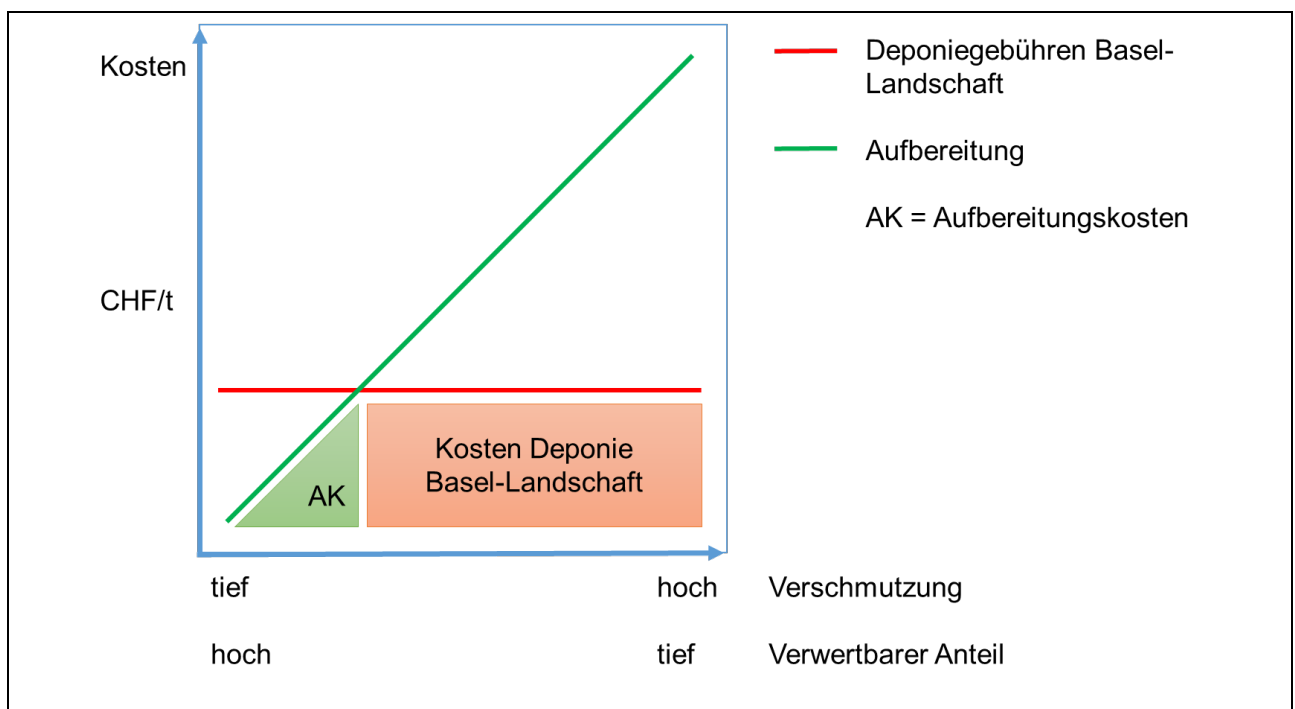 Kosten
CHF/t
Deponiegebühren Basel-
Landschaft
Aufbereitung
AK = Aufbereitungskosten
AK
Kosten Deponie
Basel-Landschaft
tief hoch Verschmutzung
hoch tief Verwertbarer Anteil